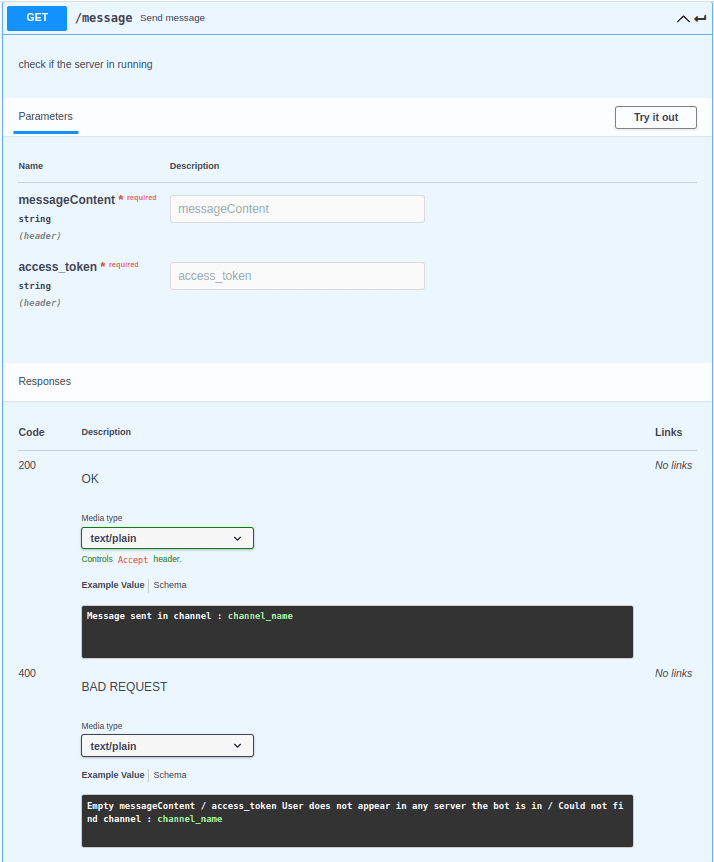 GET /message Send message
check if the server in running
Parameters Try it out
Name Description
messageContent * required messageContent
string
(header)
access_token * required access_token
string
(header)
Responses
Code Description Links
200 No links
OK
Media type
text/plain
Controls Accept header.
Example Value Schema
Message sent in channel : channel_name
400 No links
BAD REQUEST
Media type
text/plain
Example Value Schema
Empty messageContent / access_token User does not appear in any server the bot is in / Could not fi
nd channel : channel_name